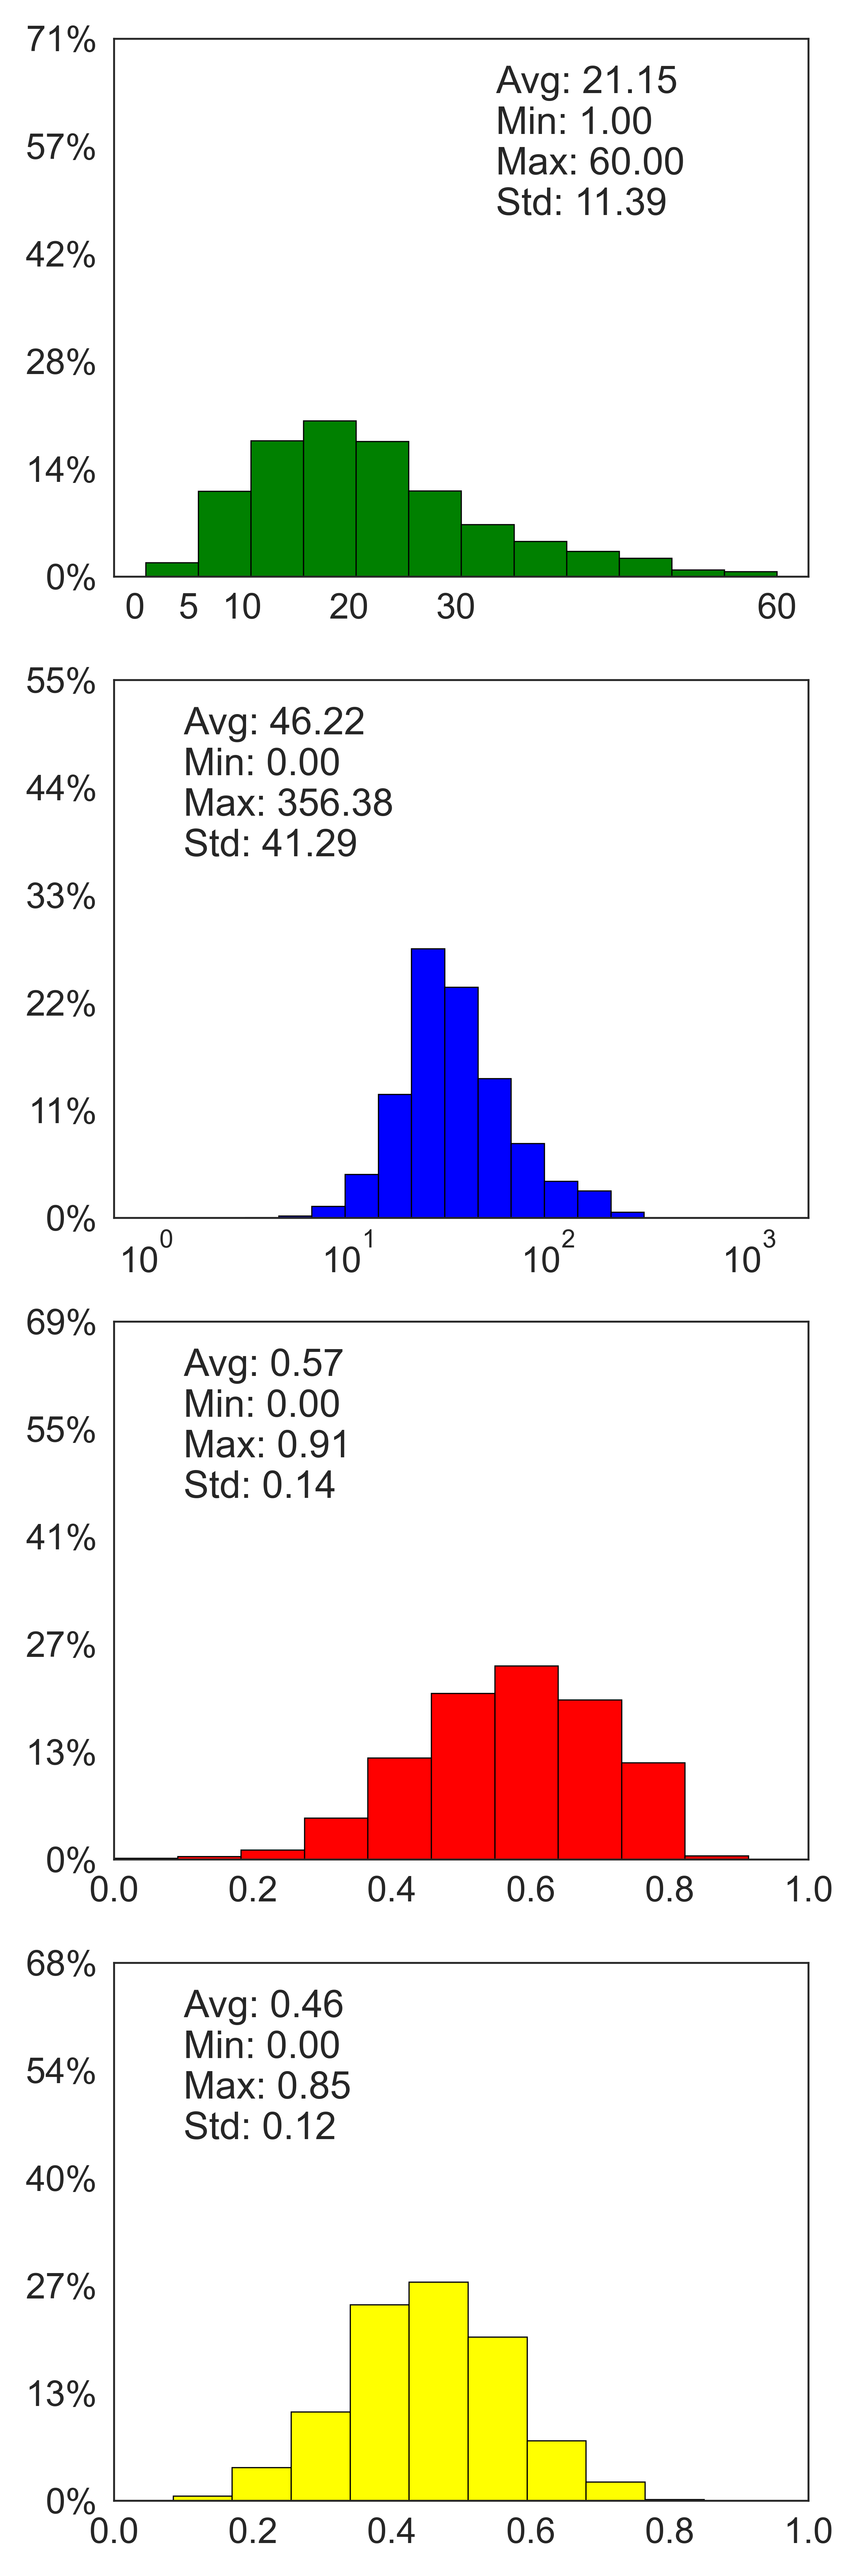 71%
Avg: 21.15
Min: 1.00
57%
Max: 60.00
Std: 11.39
42%
28%
14%
0%
0 5 10 20 30 60
55%
Avg: 46.22
Min: 0.00
44%
Max: 356.38
Std: 41.29
33%
22%
11%
0%
10^0 10^1 10^2 10^3
69%
Avg: 0.57
Min: 0.00
55%
Max: 0.91
Std: 0.14
41%
27%
13%
0%
0.0 0.2 0.4 0.6 0.8 1.0
68%
Avg: 0.46
Min: 0.00
54%
Max: 0.85
Std: 0.12
40%
27%
13%
0%
0.0 0.2 0.4 0.6 0.8 1.0